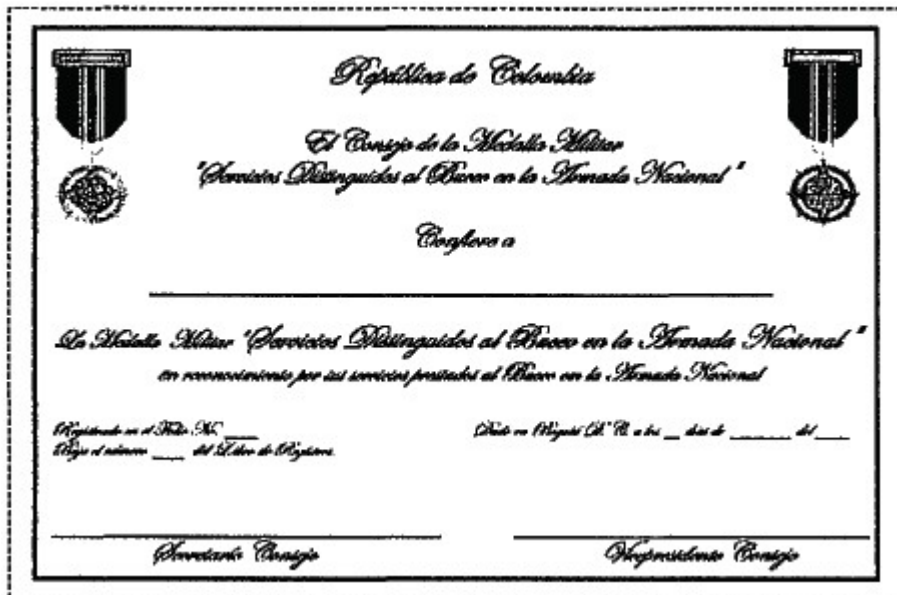 República de Colombia
El Consejo de la Medalla Militar
"Servicios Distinguidos al Buceo en la Armada Nacional "
Confiere a
La Medalla Militar "Servicios Distinguidos al Buceo en la Armada Nacional "
en reconocimiento por sus servicios prestados al Buceo en la Armada Nacional
Registrado en el Folio No. ____ Dado en Bogotá D. C. a los __ días de ______ del ___
Bajo el número ____ del Libro de Registros.
Secretario Consejo Vicepresidente Consejo